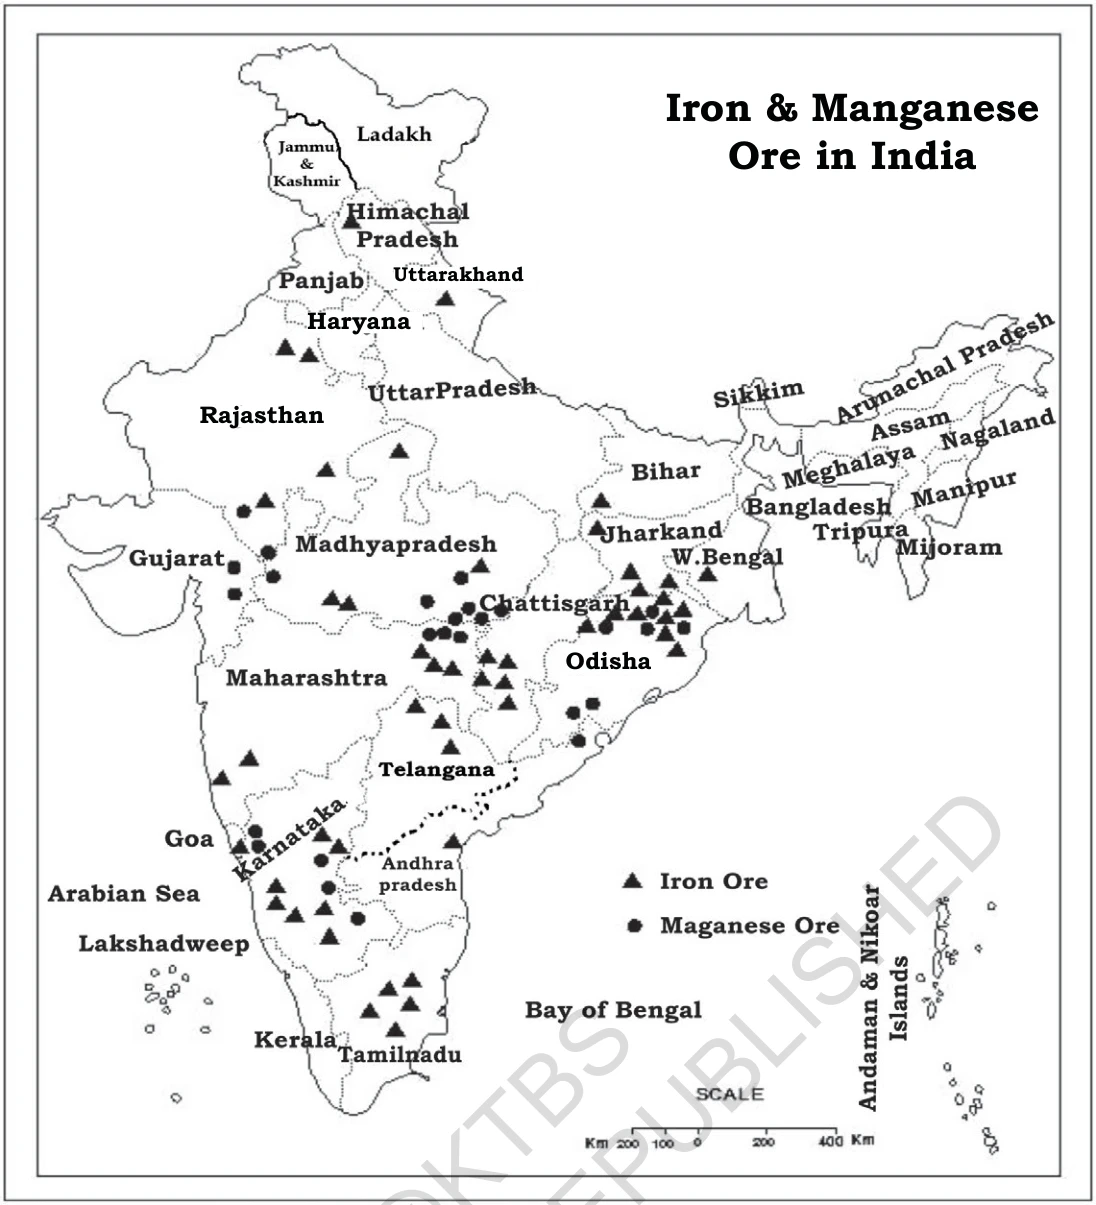 Iron & Manganese
Ore in India
Ladakh
Jammu
&
Kashmir
Himachal
Pradesh
Uttarakhand
Panjab
Haryana
UttarPradesh
Rajasthan
Sikkim
Arunachal Pradesh
Assam
Nagaland
Meghalaya
Manipur
Bihar
Bangladesh
Tripura
Mijoram
Jharkand
W.Bengal
Madhyapradesh
Gujarat
Chattisgarh
Odisha
Maharashtra
Telangana
Goa
Karnataka
Andhra
pradesh
Iron Ore
Maganese Ore
Arabian Sea
Lakshadweep
Bay of Bengal
Andaman & Nikoar
Islands
Kerala
Tamilnadu
SCALE
Km 200 100 0 200 400 Km
KTBS
REPUBLISHED